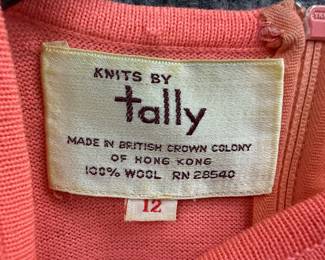 KNITS BY
tally
MADE IN BRITISH CROWN COLONY
OF HONG KONG
100% WOOL RN 28540
12